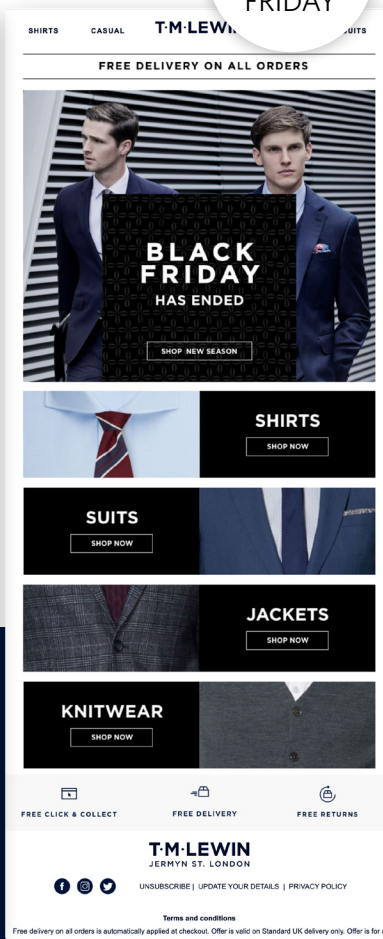 FRIDAY
SHIRTS CASUAL T·M·LEWIN
FREE DELIVERY ON ALL ORDERS
BLACK
FRIDAY
HAS ENDED
SHOP NEW SEASON
SHIRTS
SHOP NOW
SUITS
SHOP NOW
JACKETS
SHOP NOW
KNITWEAR
SHOP NOW
FREE CLICK & COLLECT FREE DELIVERY FREE RETURNS
T·M·LEWIN
JERMYN ST. LONDON
UNSUBSCRIBE | UPDATE YOUR DETAILS | PRIVACY POLICY
Terms and conditions
Free delivery on all orders is automatically applied at checkout. Offer is valid on Standard UK delivery only. Offer is for